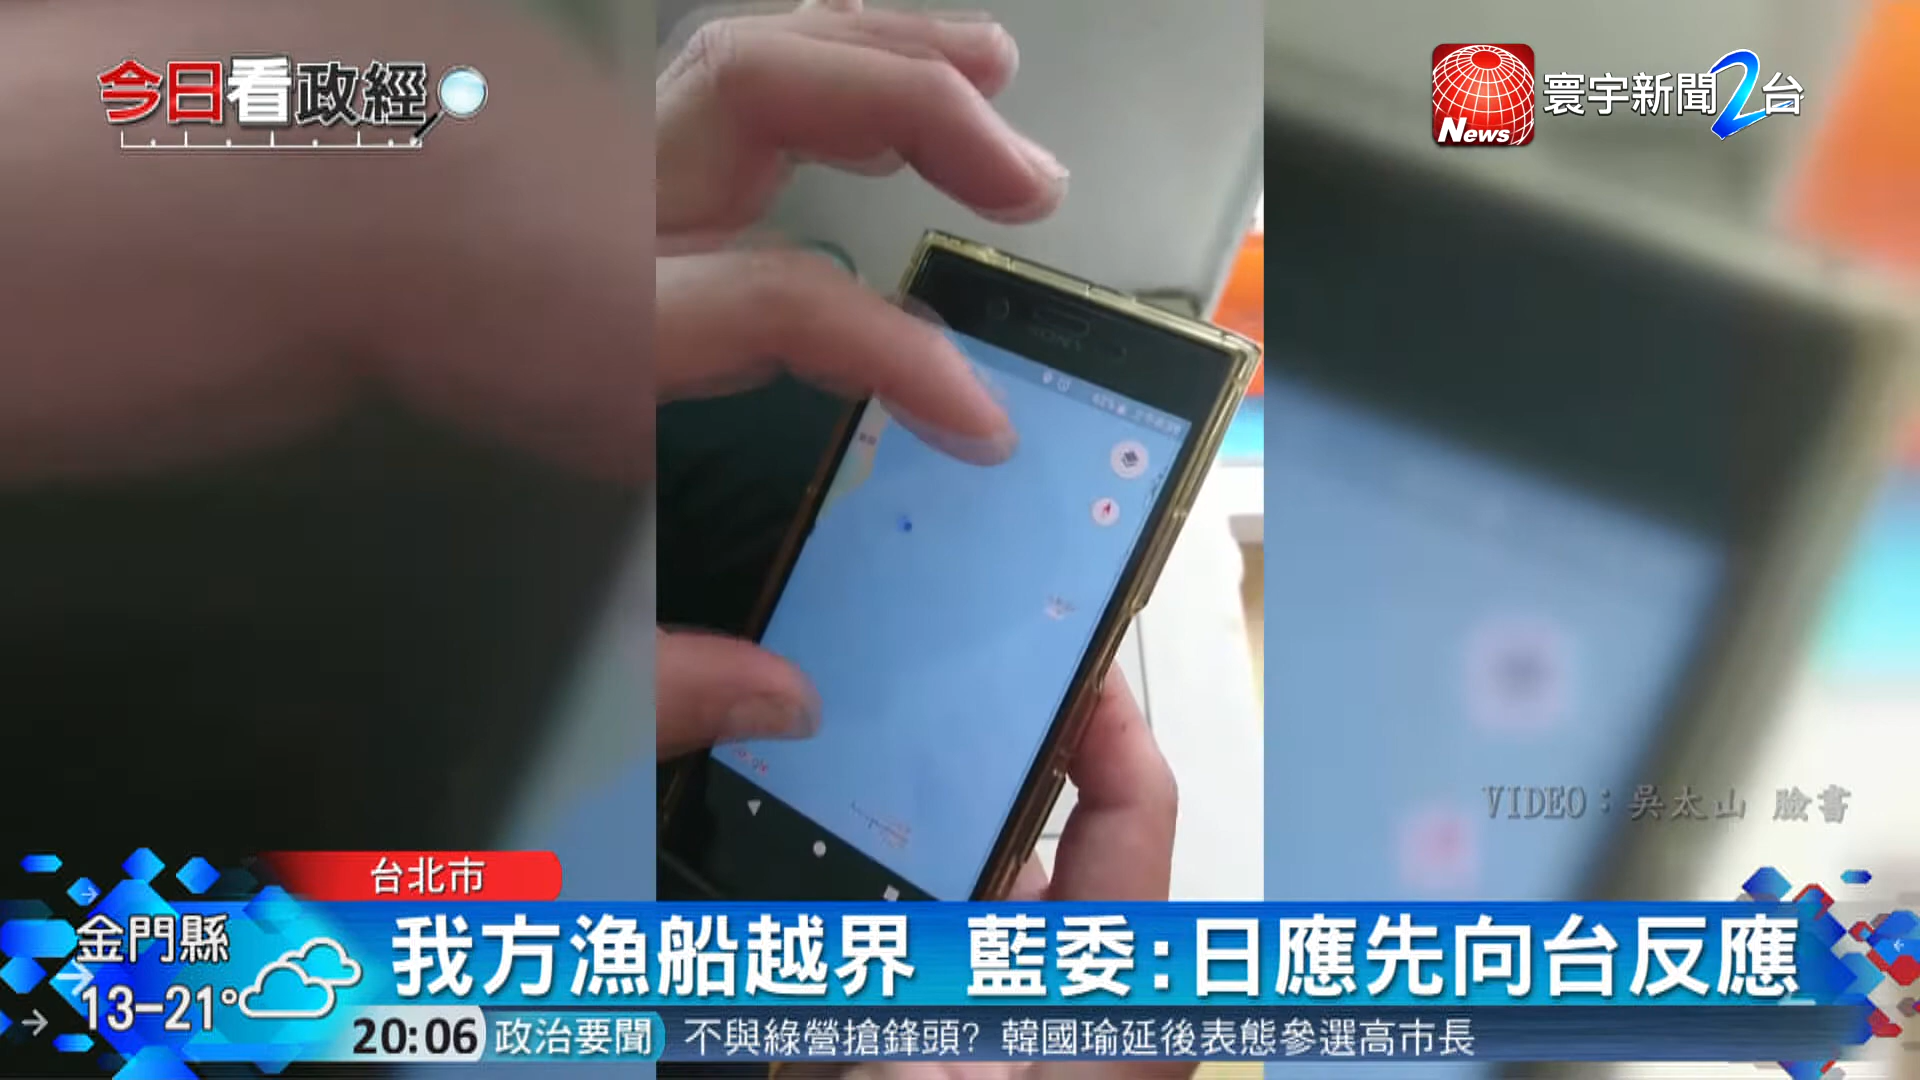 今日看政經
News
寰宇新聞2台
Google
VIDEO：吳太山 臉書
台北市
金門縣
13-21°
我方漁船越界 藍委:日應先向台反應
20:06
政治要聞
不與綠營搶鋒頭? 韓國瑜延後表態參選高市長